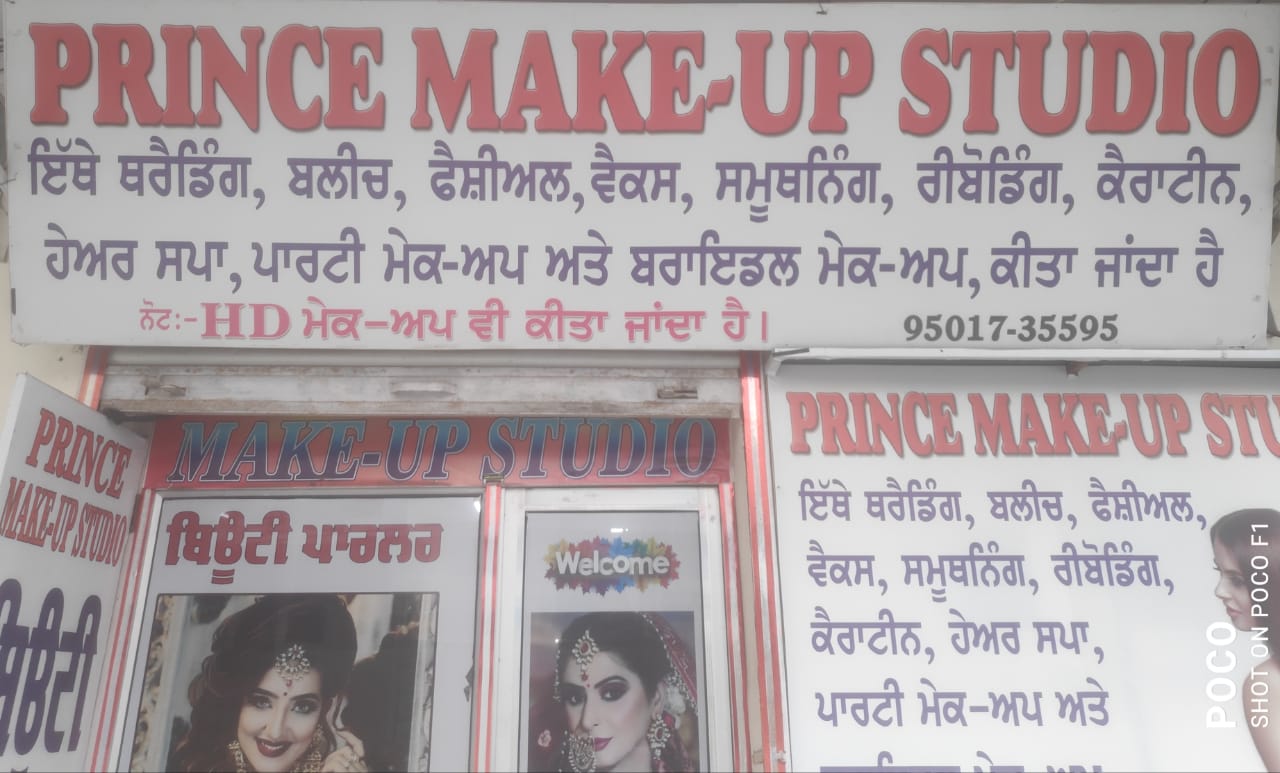 PRINCE MAKE-UP STUDIO
ਇੱਥੇ ਥਰੈਡਿੰਗ, ਬਲੀਚ, ਫੈਸ਼ੀਅਲ, ਵੈਕਸ, ਸਮੂਥਨਿੰਗ, ਰੀਬੋਡਿੰਗ, ਕੈਰਾਟੀਨ,
ਹੇਅਰ ਸਪਾ, ਪਾਰਟੀ ਮੇਕ-ਅਪ ਅਤੇ ਬਰਾਇਡਲ ਮੇਕ-ਅਪ, ਕੀਤਾ ਜਾਂਦਾ ਹੈ
ਨੋਟ:- HD ਮੇਕ-ਅਪ ਵੀ ਕੀਤਾ ਜਾਂਦਾ ਹੈ। 95017-35595
PRINCE
MAKE-UP STUDIO
MAKE-UP STUDIO
ਬਿਊਟੀ ਪਾਰਲਰ
Welcome
PRINCE MAKE-UP STU
ਇੱਥੇ ਥਰੈਡਿੰਗ, ਬਲੀਚ, ਫੈਸ਼ੀਅਲ,
ਵੈਕਸ, ਸਮੂਥਨਿੰਗ, ਰੀਬੋਡਿੰਗ,
ਕੈਰਾਟੀਨ, ਹੇਅਰ ਸਪਾ,
ਪਾਰਟੀ ਮੇਕ-ਅਪ ਅਤੇ
POCO
SHOT ON POCO F1